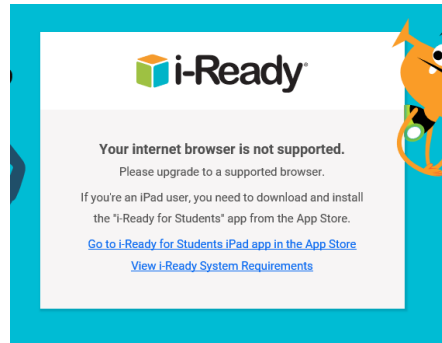 i-Ready
Your internet browser is not supported.
Please upgrade to a supported browser.
If you're an iPad user, you need to download and install
the "i-Ready for Students" app from the App Store.
Go to i-Ready for Students iPad app in the App Store
View i-Ready System Requirements